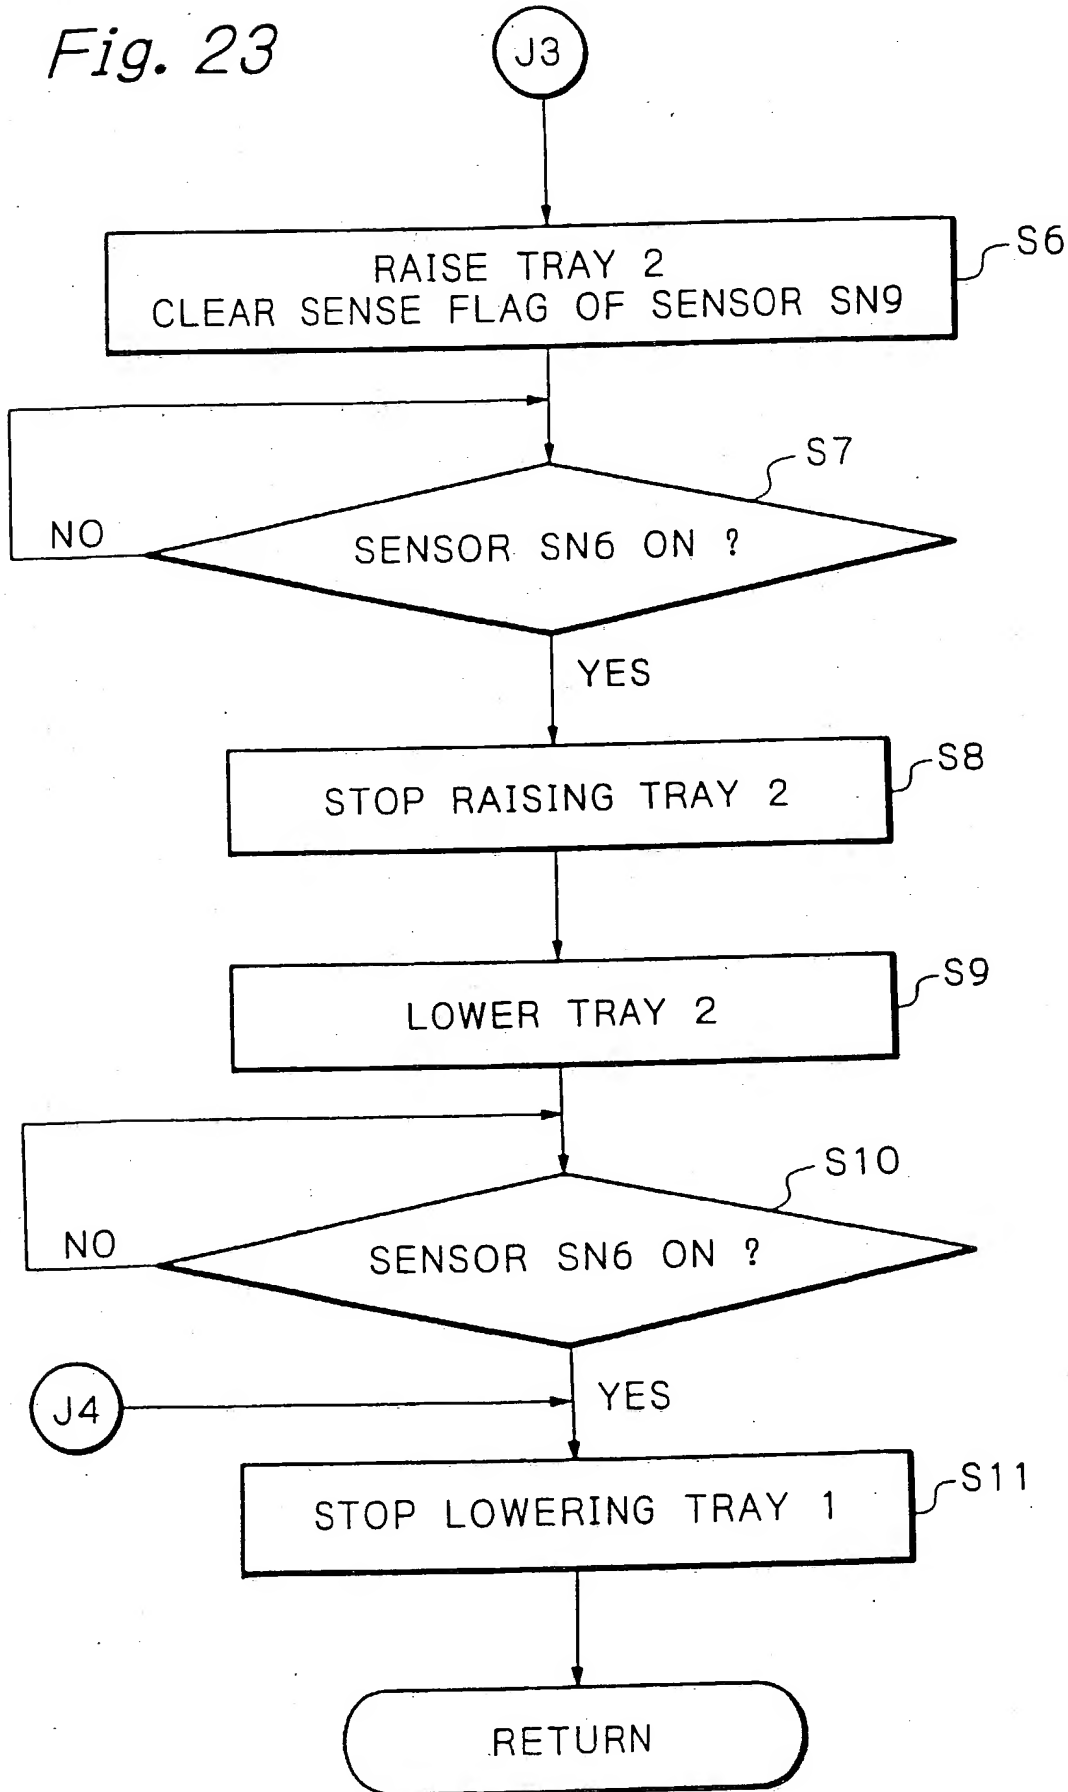 Fig. 23
J3
RAISE TRAY 2
CLEAR SENSE FLAG OF SENSOR SN9
S6
S7
NO
SENSOR SN6 ON ?
YES
STOP RAISING TRAY 2
S8
LOWER TRAY 2
S9
S10
NO
SENSOR SN6 ON ?
J4
YES
STOP LOWERING TRAY 1
S11
RETURN